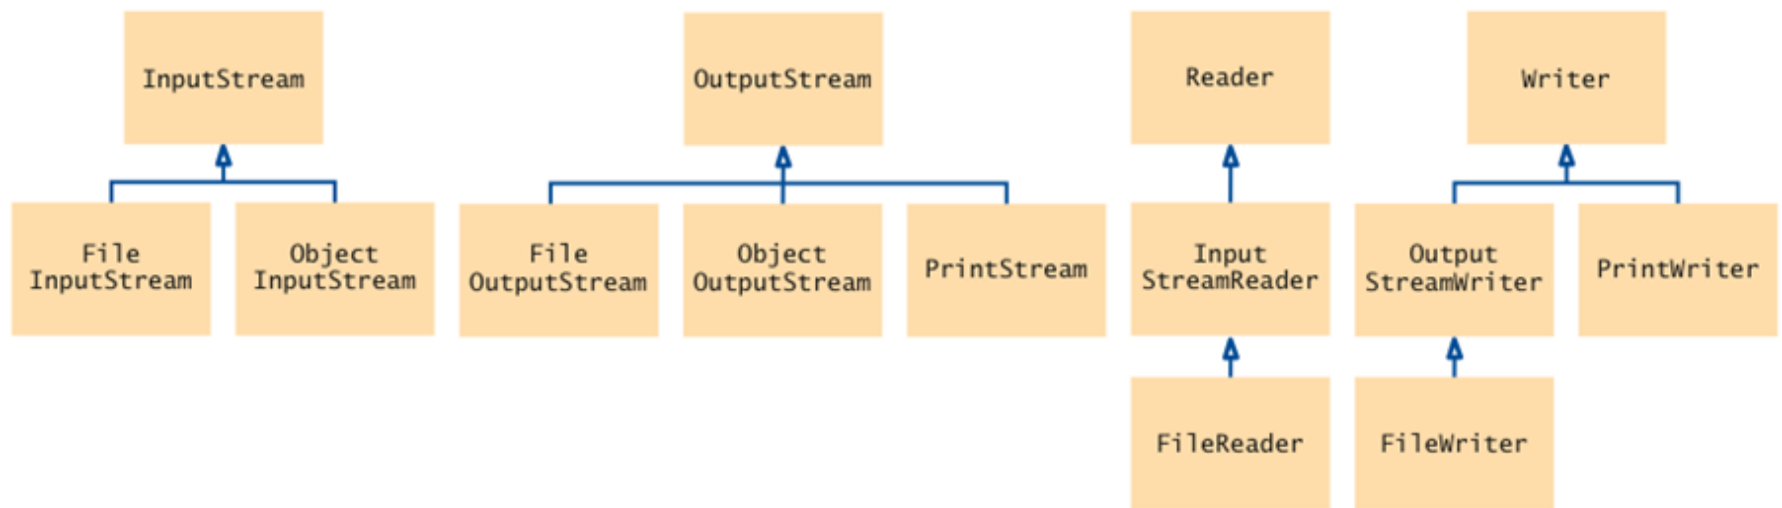 InputStream
OutputStream
Reader
Writer
File
InputStream
Object
InputStream
File
OutputStream
Object
OutputStream
PrintStream
Input
StreamReader
Output
StreamWriter
PrintWriter
FileReader
FileWriter